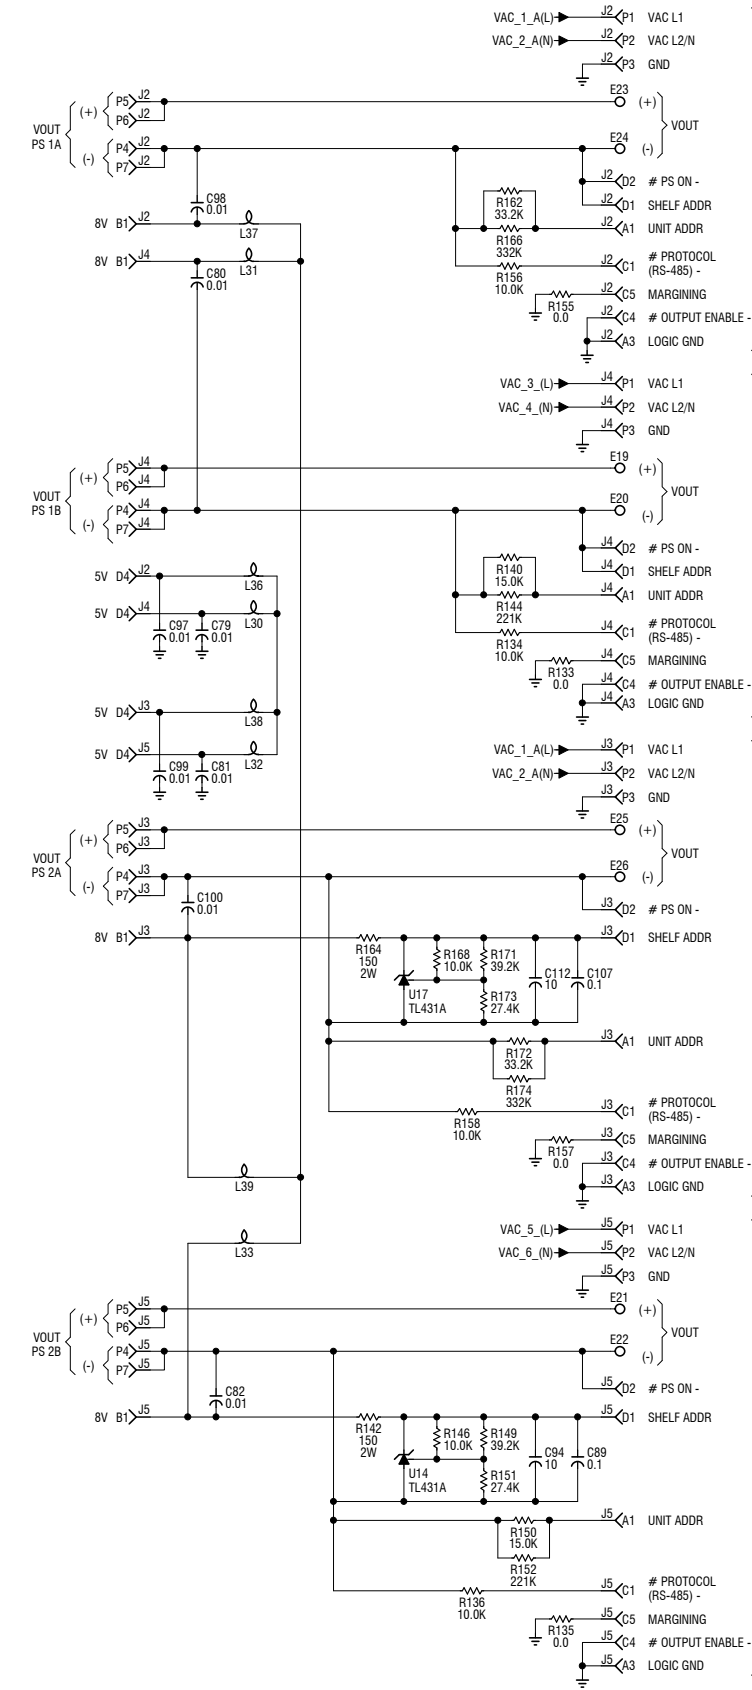 VAC_1_A(L) J2 P1 VAC L1
VAC_2_A(N) J2 P2 VAC L2/N
J2 P3 GND
P5 J2 E23 (+)
(+)
P6 J2
VOUT
PS 1A
VOUT
P4 J2 E24 (-)
(-)
P7 J2
J2 D2 # PS ON -
C98
0.01
R162
33.2K
J2 D1 SHELF ADDR
8V B1 J2
L37
J2 A1 UNIT ADDR
R166
332K
8V B1 J4
L31
C80
0.01
J2 C1 # PROTOCOL
(RS-485) -
R156
10.0K
J2 C5 MARGINING
R155
0.0
J2 C4 # OUTPUT ENABLE -
J2 A3 LOGIC GND
VAC_3_(L) J4 P1 VAC L1
VAC_4_(N) J4 P2 VAC L2/N
J4 P3 GND
P5 J4 E19 (+)
(+)
P6 J4
VOUT
PS 1B
VOUT
P4 J4 E20 (-)
(-)
P7 J4
J4 D2 # PS ON -
5V D4 J2
L36
R140
15.0K
J4 D1 SHELF ADDR
J4 A1 UNIT ADDR
R144
221K
5V D4 J4
L30
C97
0.01
C79
0.01
J4 C1 # PROTOCOL
(RS-485) -
R134
10.0K
J4 C5 MARGINING
R133
0.0
J4 C4 # OUTPUT ENABLE -
J4 A3 LOGIC GND
5V D4 J3
L38
5V D4 J5
L32
C99
0.01
C81
0.01
VAC_1_A(L) J3 P1 VAC L1
VAC_2_A(N) J3 P2 VAC L2/N
J3 P3 GND
P5 J3 E25 (+)
(+)
P6 J3
VOUT
PS 2A
VOUT
P4 J3 E26 (-)
(-)
P7 J3
C100
0.01
J3 D2 # PS ON -
8V B1 J3
J3 D1 SHELF ADDR
R164
150
2W
R168
10.0K
R171
39.2K
C112
10
C107
0.1
U17
TL431A
R173
27.4K
J3 A1 UNIT ADDR
R172
33.2K
R174
332K
J3 C1 # PROTOCOL
(RS-485) -
R158
10.0K
J3 C5 MARGINING
R157
0.0
J3 C4 # OUTPUT ENABLE -
J3 A3 LOGIC GND
L39
L33
VAC_5_(L) J5 P1 VAC L1
VAC_6_(N) J5 P2 VAC L2/N
J5 P3 GND
P5 J5 E21 (+)
(+)
P6 J5
VOUT
PS 2B
VOUT
P4 J5 E22 (-)
(-)
P7 J5
J5 D2 # PS ON -
C82
0.01
8V B1 J5
J5 D1 SHELF ADDR
R142
150
2W
R146
10.0K
R149
39.2K
C94
10
C89
0.1
U14
TL431A
R151
27.4K
J5 A1 UNIT ADDR
R150
15.0K
R152
221K
J5 C1 # PROTOCOL
(RS-485) -
R136
10.0K
J5 C5 MARGINING
R135
0.0
J5 C4 # OUTPUT ENABLE -
J5 A3 LOGIC GND